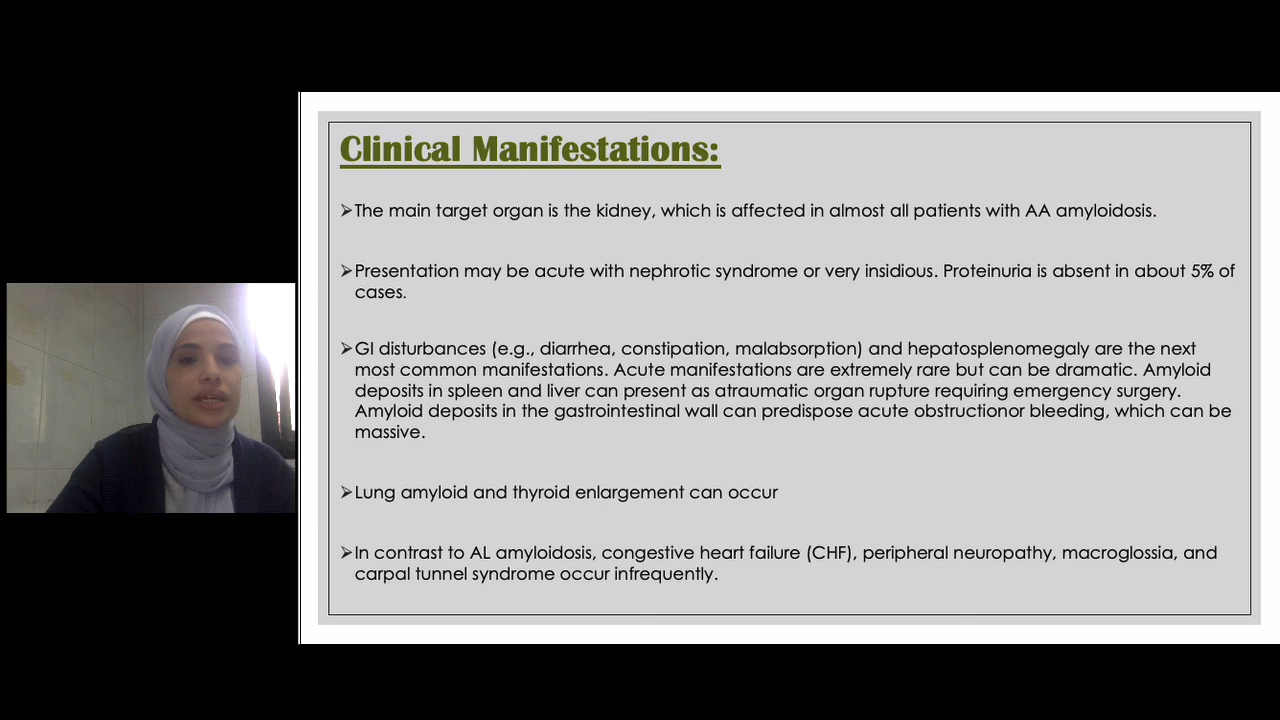 Clinical Manifestations:
➢The main target organ is the kidney, which is affected in almost all patients with AA amyloidosis.
➢Presentation may be acute with nephrotic syndrome or very insidious. Proteinuria is absent in about 5% of
cases.
➢GI disturbances (e.g., diarrhea, constipation, malabsorption) and hepatosplenomegaly are the next
most common manifestations. Acute manifestations are extremely rare but can be dramatic. Amyloid
deposits in spleen and liver can present as atraumatic organ rupture requiring emergency surgery.
Amyloid deposits in the gastrointestinal wall can predispose acute obstructionor bleeding, which can be
massive.
➢Lung amyloid and thyroid enlargement can occur
➢In contrast to AL amyloidosis, congestive heart failure (CHF), peripheral neuropathy, macroglossia, and
carpal tunnel syndrome occur infrequently.